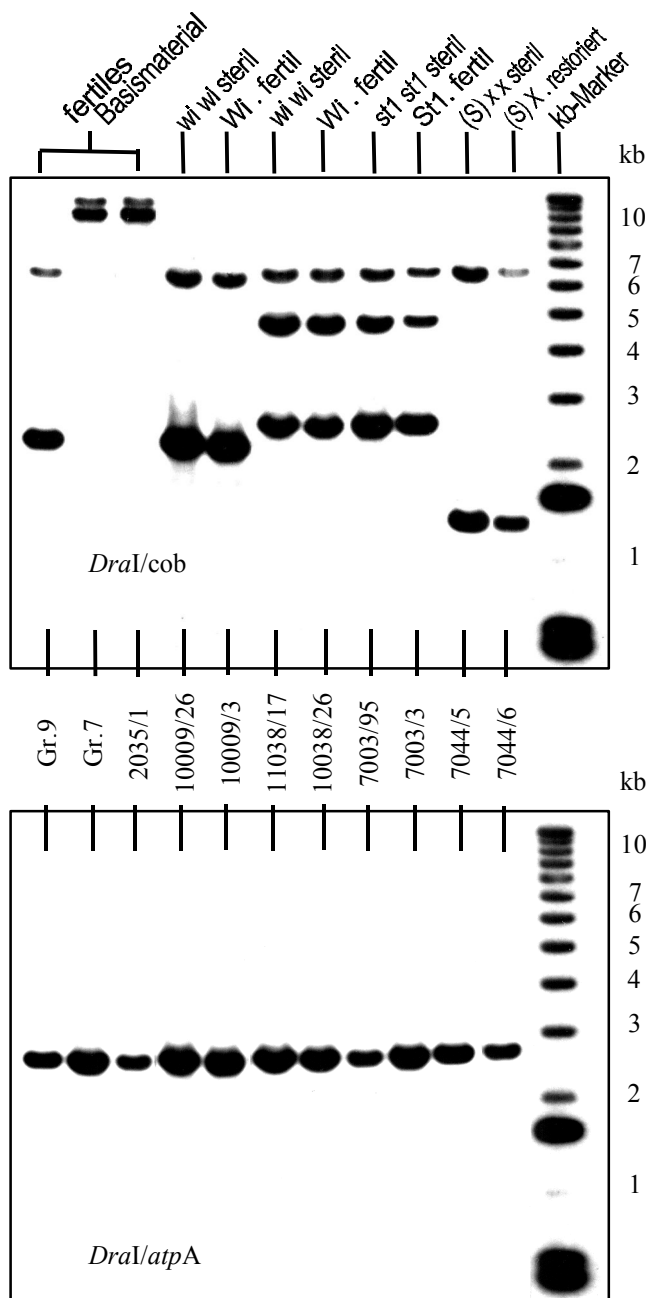 fertiles
Basismaterial
wi wi steril
Wi . fertil
wi wi steril
Wi . fertil
st1 st1 steril
St1. fertil
(S) x x steril
(S) X . restoriert
kb-Marker
kb
10
7
6
5
4
3
2
1
DraI/cob
Gr.9
Gr.7
2035/1
10009/26
10009/3
11038/17
10038/26
7003/95
7003/3
7044/5
7044/6
kb
10
7
6
5
4
3
2
1
DraI/atpA